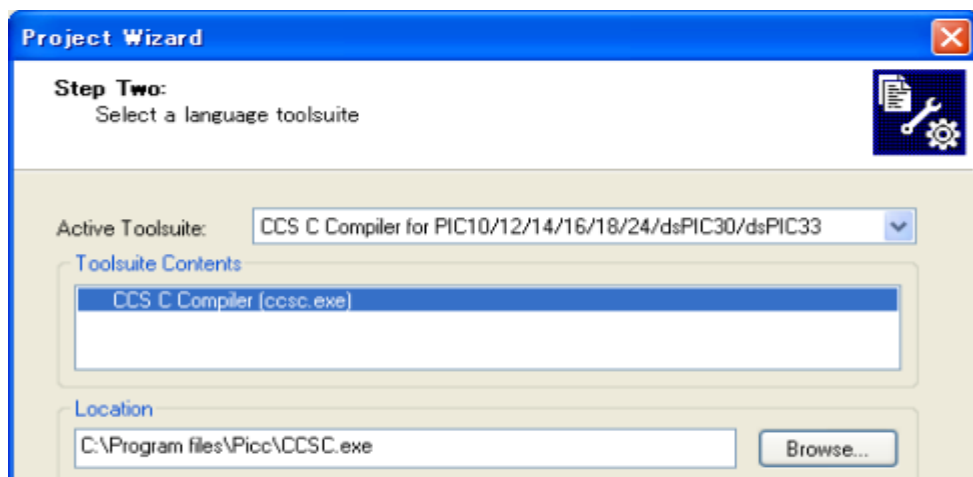 Project Wizard
Step Two:
Select a language toolsuite
Active Toolsuite: CCS C Compiler for PIC10/12/14/16/18/24/dsPIC30/dsPIC33
Toolsuite Contents
CCS C Compiler (ccsc.exe)
Location
C:\Program files\Picc\CCSC.exe Browse...